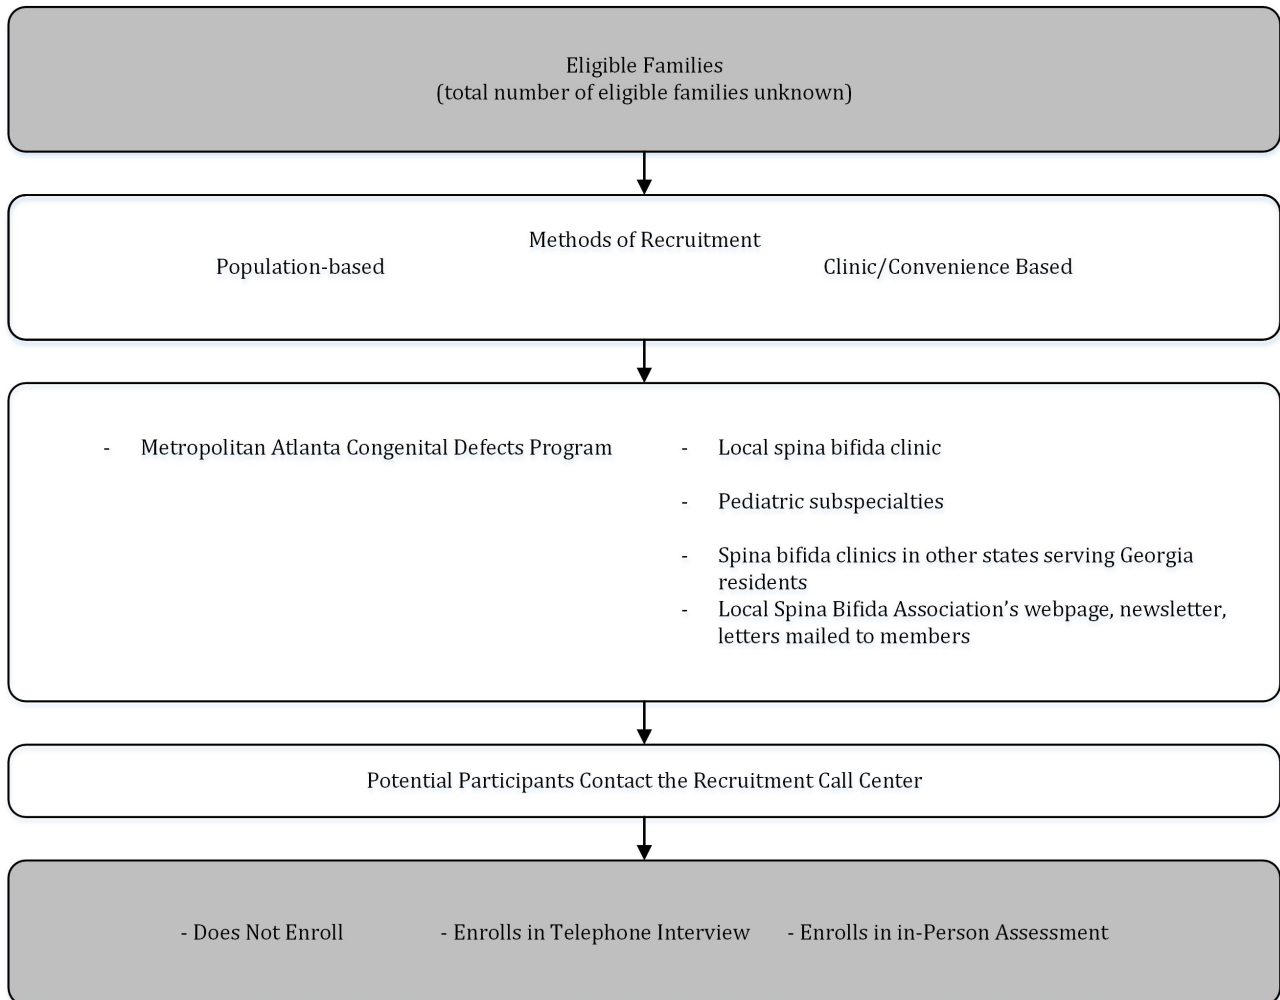 Eligible Families
(total number of eligible families unknown)
Methods of Recruitment
Population-based Clinic/Convenience Based
- Metropolitan Atlanta Congenital Defects Program
- Local spina bifida clinic
- Pediatric subspecialties
- Spina bifida clinics in other states serving Georgia
residents
- Local Spina Bifida Association’s webpage, newsletter,
letters mailed to members
Potential Participants Contact the Recruitment Call Center
- Does Not Enroll - Enrolls in Telephone Interview - Enrolls in in-Person Assessment